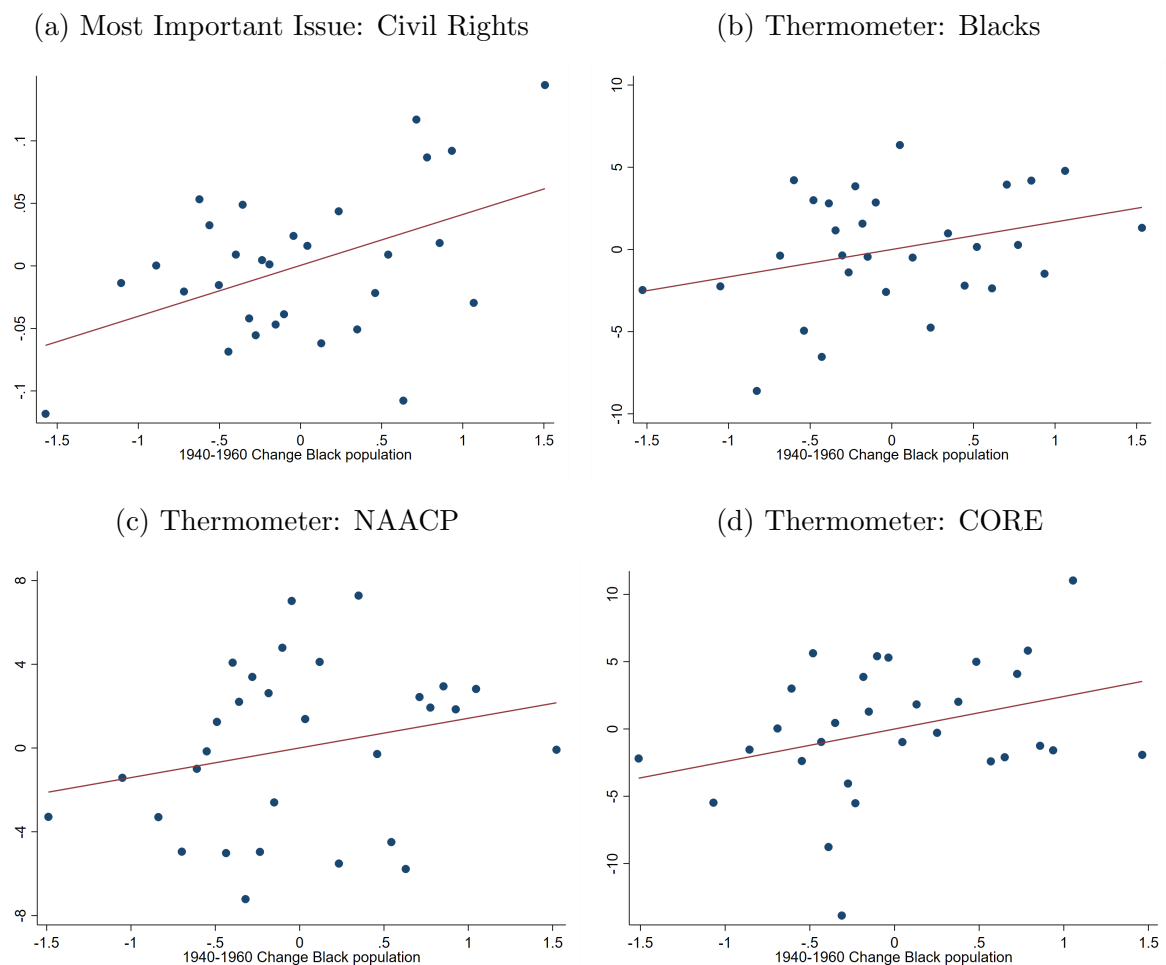 (a) Most Important Issue: Civil Rights
.1
.05
0
-.05
-.1
-1.5 -1 -.5 0 .5 1 1.5
1940-1960 Change Black population
(b) Thermometer: Blacks
10
5
0
-5
-10
-1.5 -1 -.5 0 .5 1 1.5
1940-1960 Change Black population
(c) Thermometer: NAACP
8
4
0
-4
-8
-1.5 -1 -.5 0 .5 1 1.5
1940-1960 Change Black population
(d) Thermometer: CORE
10
5
0
-5
-10
-1.5 -1 -.5 0 .5 1 1.5
1940-1960 Change Black population